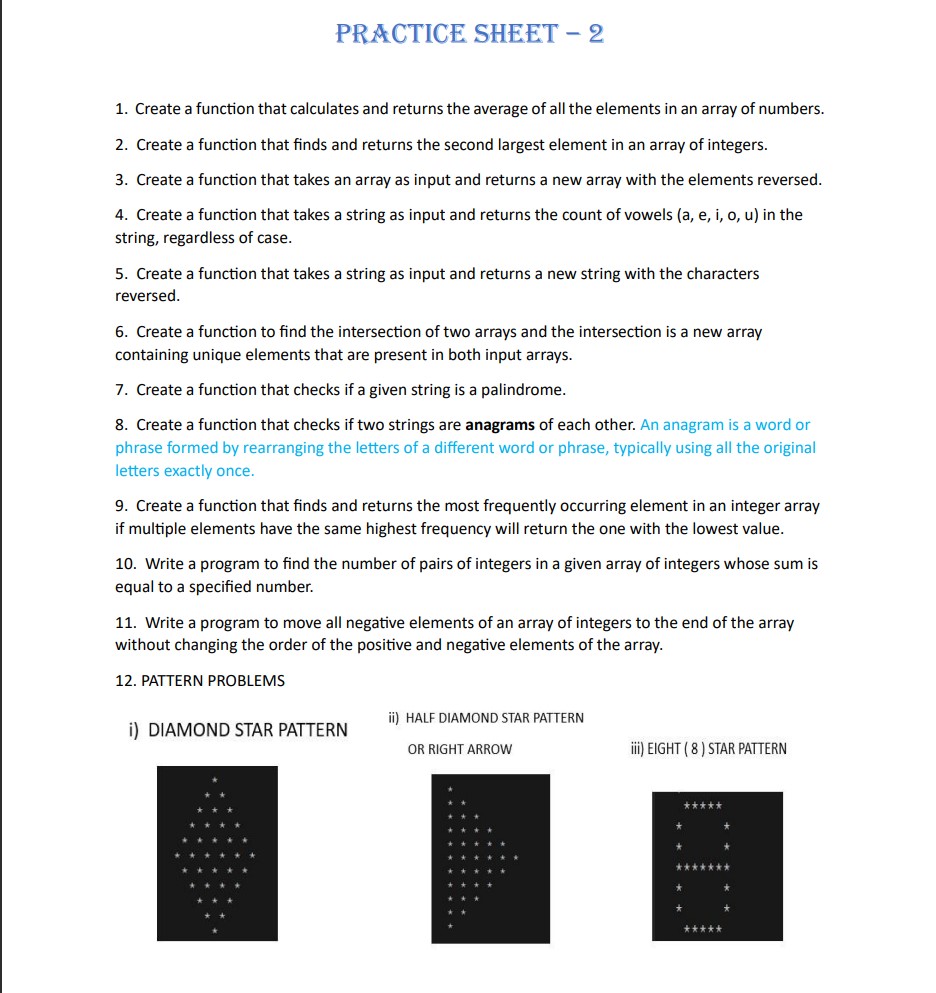 PRACTICE SHEET – 2
1. Create a function that calculates and returns the average of all the elements in an array of numbers.
2. Create a function that finds and returns the second largest element in an array of integers.
3. Create a function that takes an array as input and returns a new array with the elements reversed.
4. Create a function that takes a string as input and returns the count of vowels (a, e, i, o, u) in the
string, regardless of case.
5. Create a function that takes a string as input and returns a new string with the characters
reversed.
6. Create a function to find the intersection of two arrays and the intersection is a new array
containing unique elements that are present in both input arrays.
7. Create a function that checks if a given string is a palindrome.
8. Create a function that checks if two strings are anagrams of each other. An anagram is a word or
phrase formed by rearranging the letters of a different word or phrase, typically using all the original
letters exactly once.
9. Create a function that finds and returns the most frequently occurring element in an integer array
if multiple elements have the same highest frequency will return the one with the lowest value.
10. Write a program to find the number of pairs of integers in a given array of integers whose sum is
equal to a specified number.
11. Write a program to move all negative elements of an array of integers to the end of the array
without changing the order of the positive and negative elements of the array.
12. PATTERN PROBLEMS
i) DIAMOND STAR PATTERN
*
* *
* * *
* * * *
* * * * *
* * * * * *
* * * * *
* * * *
* * *
* *
*
ii) HALF DIAMOND STAR PATTERN
OR RIGHT ARROW
*
* *
* * *
* * * *
* * * * *
* * * * * *
* * * * *
* * * *
* * *
* *
*
iii) EIGHT ( 8 ) STAR PATTERN
*****
* *
* *
*******
* *
* *
*****